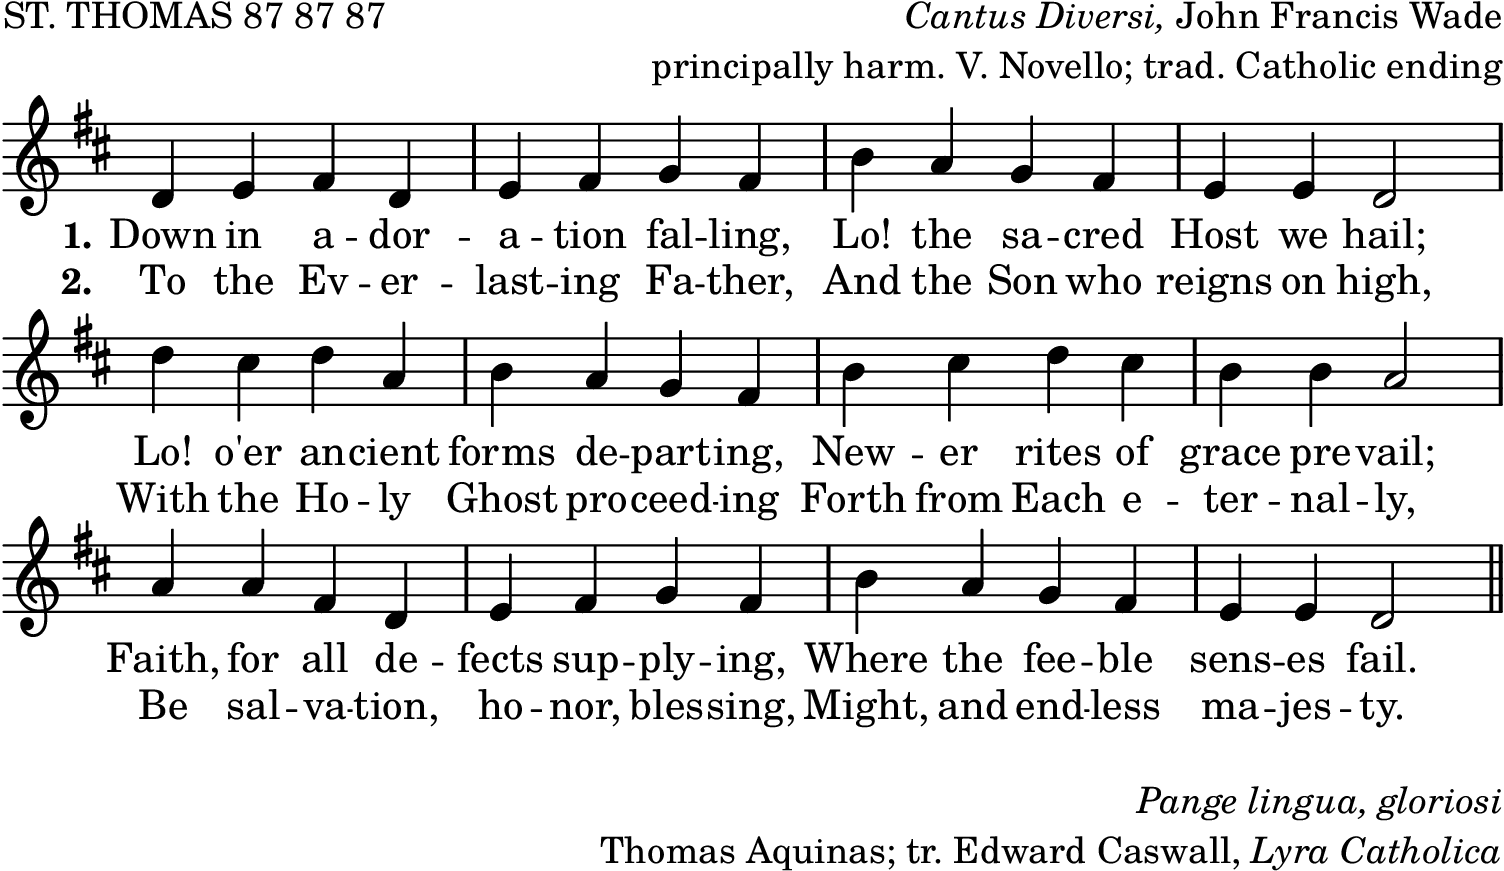 ST. THOMAS 87 87 87
Cantus Diversi, John Francis Wade
principally harm. V. Novello; trad. Catholic ending
1. Down in a - dor - a - tion fal - ling, Lo! the sa - cred Host we hail;
2. To the Ev - er - last - ing Fa - ther, And the Son who reigns on high,
Lo! o'er ancient forms de - parting, New - er rites of grace prevail;
With the Ho - ly Ghost proceed - ing Forth from Each e - ter - nal - ly,
Faith, for all de - fects sup - ply - ing, Where the fee - ble sens - es fail.
Be sal - va - tion, ho - nor, blessing, Might, and end - less ma - jes - ty.
Pange lingua, gloriosi
Thomas Aquinas; tr. Edward Caswall, Lyra Catholica